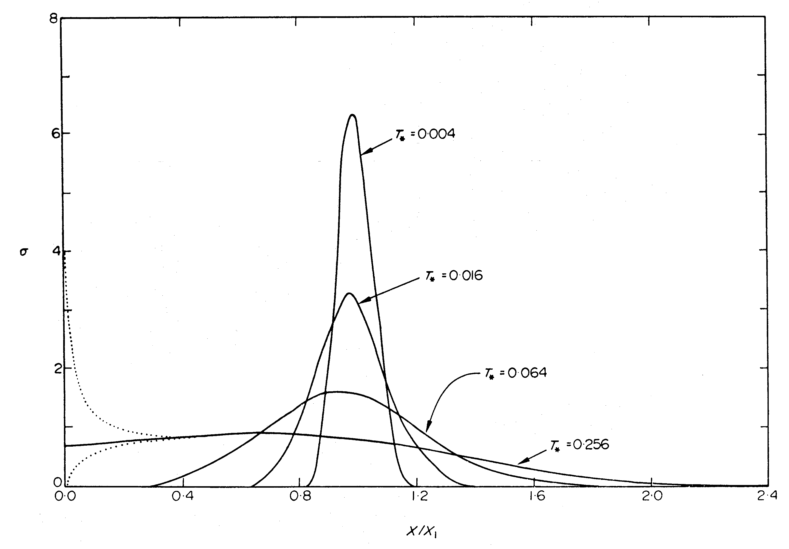 8
6
T* = 0·004
σ
4
T* = 0·016
2
T* = 0·064
T* = 0·256
0
0·0 0·4 0·8 1·2 1·6 2·0 2·4
X/X₁